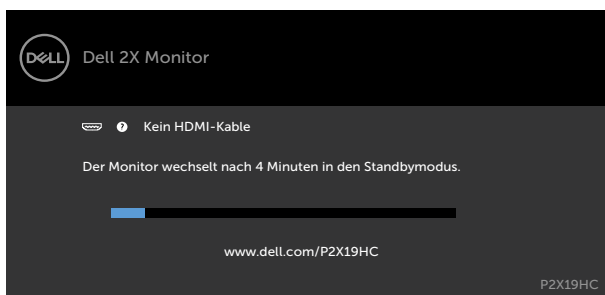 DELL Dell 2X Monitor
Kein HDMI-Kable
Der Monitor wechselt nach 4 Minuten in den Standbymodus.
www.dell.com/P2X19HC
P2X19HC